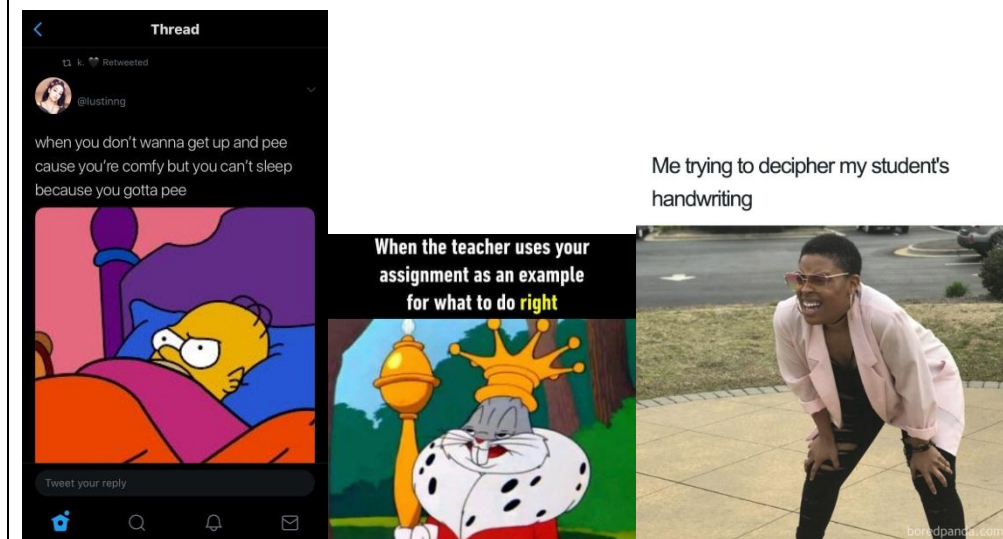 Thread
k. 🖤 Retweeted
@lustinng
when you don't wanna get up and pee
cause you're comfy but you can't sleep
because you gotta pee
Tweet your reply
When the teacher uses your
assignment as an example
for what to do right
Me trying to decipher my student's
handwriting
boredpanda.com